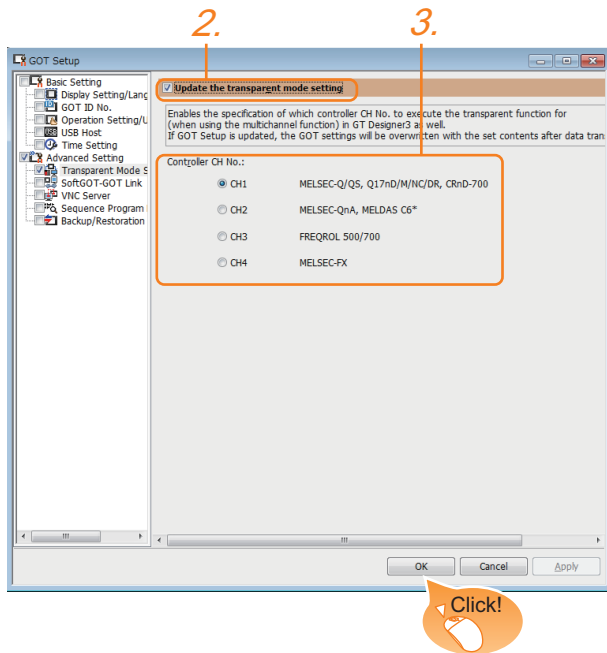 2.
3.
GOT Setup
Basic Setting
Display Setting/Lang
GOT ID No.
Operation Setting/L
USB Host
Time Setting
Advanced Setting
Transparent Mode S
SoftGOT-GOT Link
VNC Server
Sequence Program
Backup/Restoration
Update the transparent mode setting
Enables the specification of which controller CH No. to execute the transparent function for
(when using the multichannel function) in GT Designer3 as well.
If GOT Setup is updated, the GOT settings will be overwritten with the set contents after data tran
Controller CH No.:
CH1 MELSEC-Q/QS, Q17nD/M/NC/DR, CRnD-700
CH2 MELSEC-QnA, MELDAS C6*
CH3 FREQROL 500/700
CH4 MELSEC-FX
OK Cancel Apply
Click!